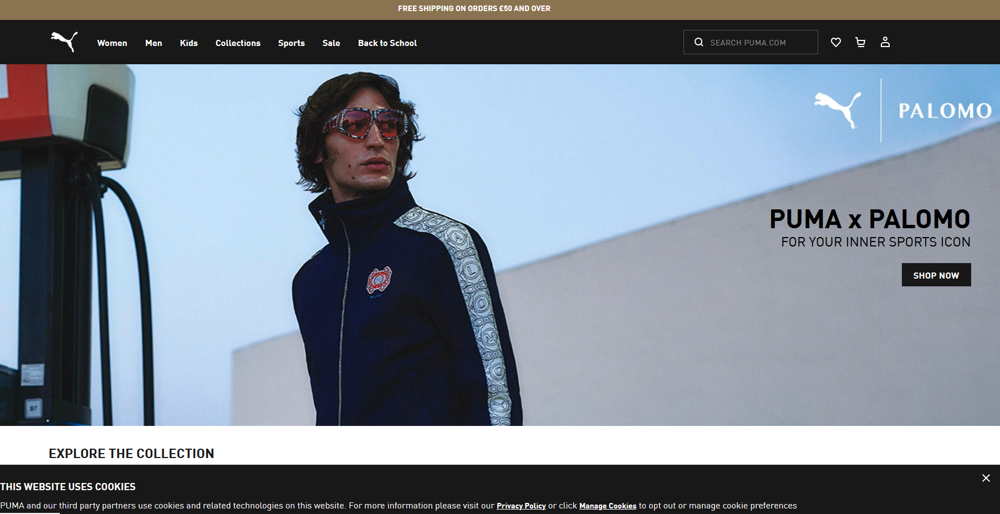 FREE SHIPPING ON ORDERS £50 AND OVER
Women Men Kids Collections Sports Sale Back to School SEARCH PUMA.COM
PALOMO
PUMA x PALOMO
FOR YOUR INNER SPORTS ICON
SHOP NOW
A
L
O
M
O
Y
B7
EXPLORE THE COLLECTION
THIS WEBSITE USES COOKIES
PUMA and our third party partners use cookies and related technologies on this website. For more information please visit our Privacy Policy or click Manage Cookies to opt out or manage cookie preferences